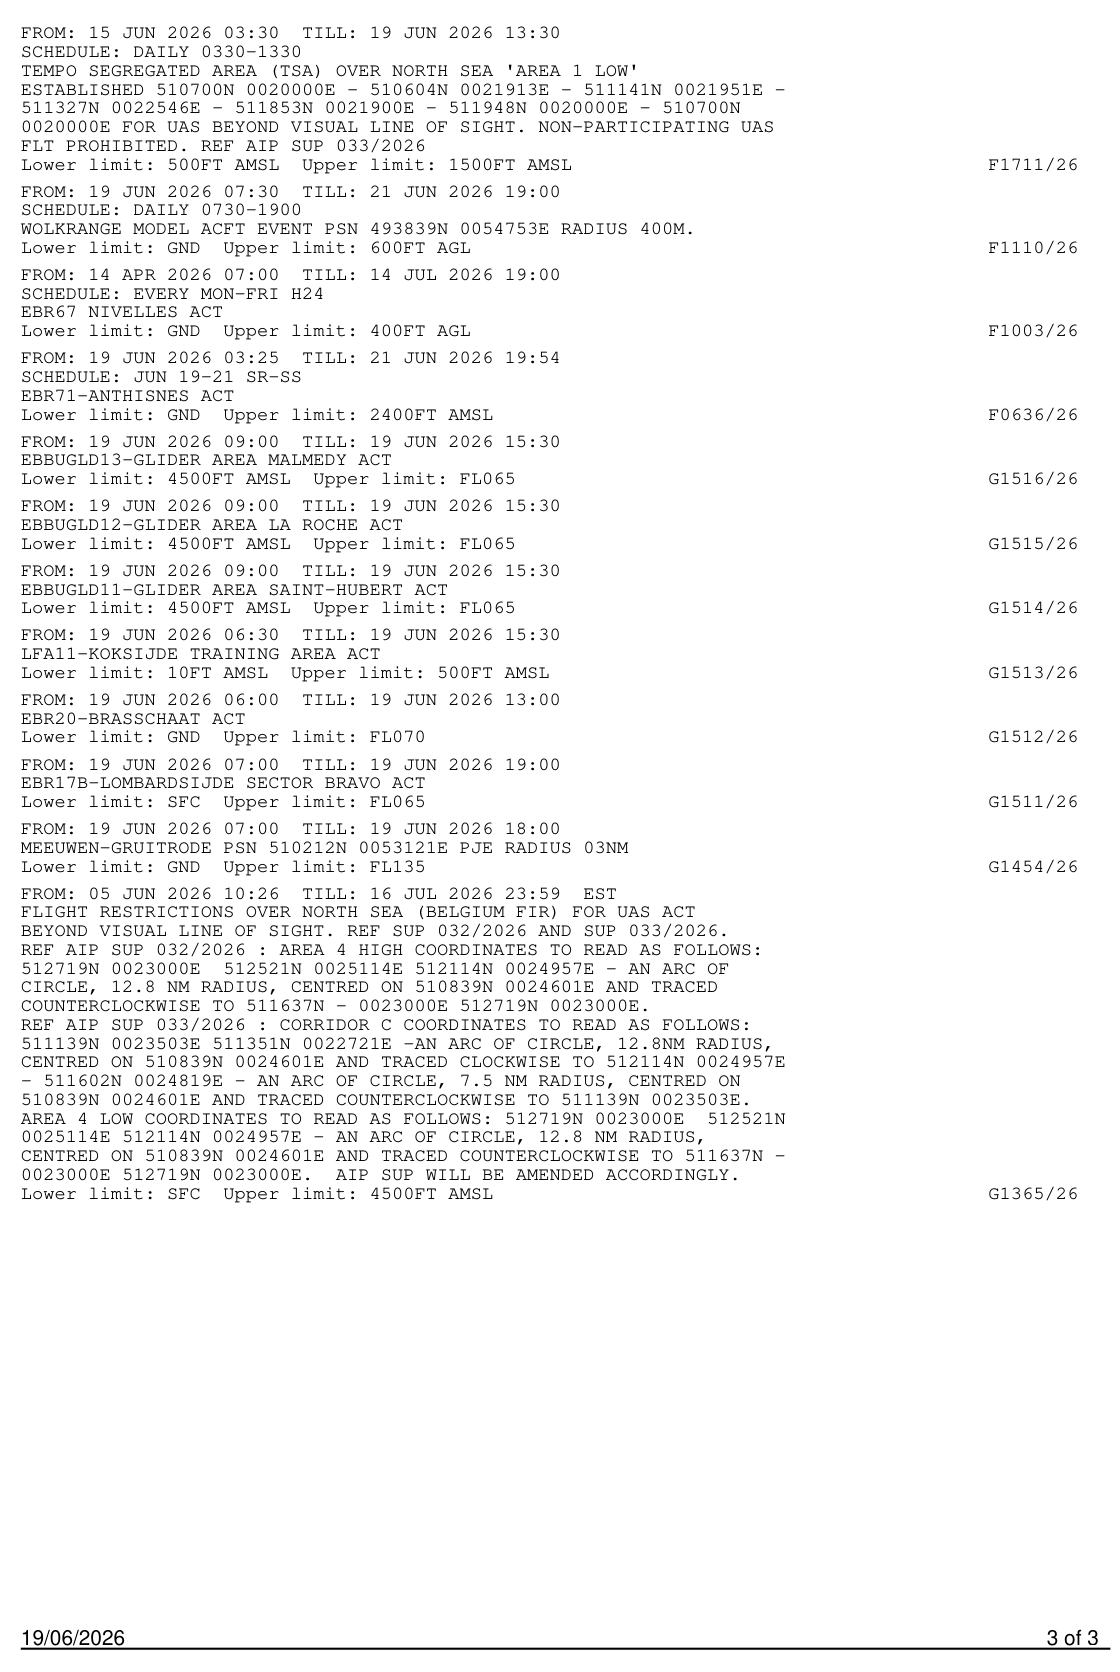 FROM: 15 JUN 2026 03:30  TILL: 19 JUN 2026 13:30
SCHEDULE: DAILY 0330-1330
TEMPO SEGREGATED AREA (TSA) OVER NORTH SEA 'AREA 1 LOW'
ESTABLISHED 510700N 0020000E - 510604N 0021913E - 511141N 0021951E -
511327N 0022546E - 511853N 0021900E - 511948N 0020000E - 510700N
0020000E FOR UAS BEYOND VISUAL LINE OF SIGHT. NON-PARTICIPATING UAS
FLT PROHIBITED. REF AIP SUP 033/2026
Lower limit: 500FT AMSL  Upper limit: 1500FT AMSL F1711/26
FROM: 19 JUN 2026 07:30  TILL: 21 JUN 2026 19:00
SCHEDULE: DAILY 0730-1900
WOLKRANGE MODEL ACFT EVENT PSN 493839N 0054753E RADIUS 400M.
Lower limit: GND  Upper limit: 600FT AGL F1110/26
FROM: 14 APR 2026 07:00  TILL: 14 JUL 2026 19:00
SCHEDULE: EVERY MON-FRI H24
EBR67 NIVELLES ACT
Lower limit: GND  Upper limit: 400FT AGL F1003/26
FROM: 19 JUN 2026 03:25  TILL: 21 JUN 2026 19:54
SCHEDULE: JUN 19-21 SR-SS
EBR71-ANTHISNES ACT
Lower limit: GND  Upper limit: 2400FT AMSL F0636/26
FROM: 19 JUN 2026 09:00  TILL: 19 JUN 2026 15:30
EBBUGLD13-GLIDER AREA MALMEDY ACT
Lower limit: 4500FT AMSL  Upper limit: FL065 G1516/26
FROM: 19 JUN 2026 09:00  TILL: 19 JUN 2026 15:30
EBBUGLD12-GLIDER AREA LA ROCHE ACT
Lower limit: 4500FT AMSL  Upper limit: FL065 G1515/26
FROM: 19 JUN 2026 09:00  TILL: 19 JUN 2026 15:30
EBBUGLD11-GLIDER AREA SAINT-HUBERT ACT
Lower limit: 4500FT AMSL  Upper limit: FL065 G1514/26
FROM: 19 JUN 2026 06:30  TILL: 19 JUN 2026 15:30
LFA11-KOKSIJDE TRAINING AREA ACT
Lower limit: 10FT AMSL  Upper limit: 500FT AMSL G1513/26
FROM: 19 JUN 2026 06:00  TILL: 19 JUN 2026 13:00
EBR20-BRASSCHAAT ACT
Lower limit: GND  Upper limit: FL070 G1512/26
FROM: 19 JUN 2026 07:00  TILL: 19 JUN 2026 19:00
EBR17B-LOMBARDSIJDE SECTOR BRAVO ACT
Lower limit: SFC  Upper limit: FL065 G1511/26
FROM: 19 JUN 2026 07:00  TILL: 19 JUN 2026 18:00
MEEUWEN-GRUITRODE PSN 510212N 0053121E PJE RADIUS 03NM
Lower limit: GND  Upper limit: FL135 G1454/26
FROM: 05 JUN 2026 10:26  TILL: 16 JUL 2026 23:59  EST
FLIGHT RESTRICTIONS OVER NORTH SEA (BELGIUM FIR) FOR UAS ACT
BEYOND VISUAL LINE OF SIGHT. REF SUP 032/2026 AND SUP 033/2026.
REF AIP SUP 032/2026 : AREA 4 HIGH COORDINATES TO READ AS FOLLOWS:
512719N 0023000E  512521N 0025114E 512114N 0024957E - AN ARC OF
CIRCLE, 12.8 NM RADIUS, CENTRED ON 510839N 0024601E AND TRACED
COUNTERCLOCKWISE TO 511637N - 0023000E 512719N 0023000E.
REF AIP SUP 033/2026 : CORRIDOR C COORDINATES TO READ AS FOLLOWS:
511139N 0023503E 511351N 0022721E -AN ARC OF CIRCLE, 12.8NM RADIUS,
CENTRED ON 510839N 0024601E AND TRACED CLOCKWISE TO 512114N 0024957E
- 511602N 0024819E - AN ARC OF CIRCLE, 7.5 NM RADIUS, CENTRED ON
510839N 0024601E AND TRACED COUNTERCLOCKWISE TO 511139N 0023503E.
AREA 4 LOW COORDINATES TO READ AS FOLLOWS: 512719N 0023000E  512521N
0025114E 512114N 0024957E - AN ARC OF CIRCLE, 12.8 NM RADIUS,
CENTRED ON 510839N 0024601E AND TRACED COUNTERCLOCKWISE TO 511637N -
0023000E 512719N 0023000E.  AIP SUP WILL BE AMENDED ACCORDINGLY.
Lower limit: SFC  Upper limit: 4500FT AMSL G1365/26
19/06/2026 3 of 3